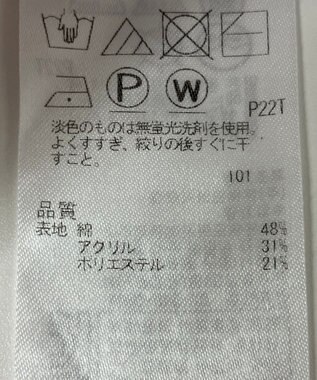 P W
P22T
淡色のものは無蛍光洗剤を使用。
よくすすぎ、絞りの後すぐに干
すこと。
101
品質
表地 綿 48%
アクリル 31%
ポリエステル 21%